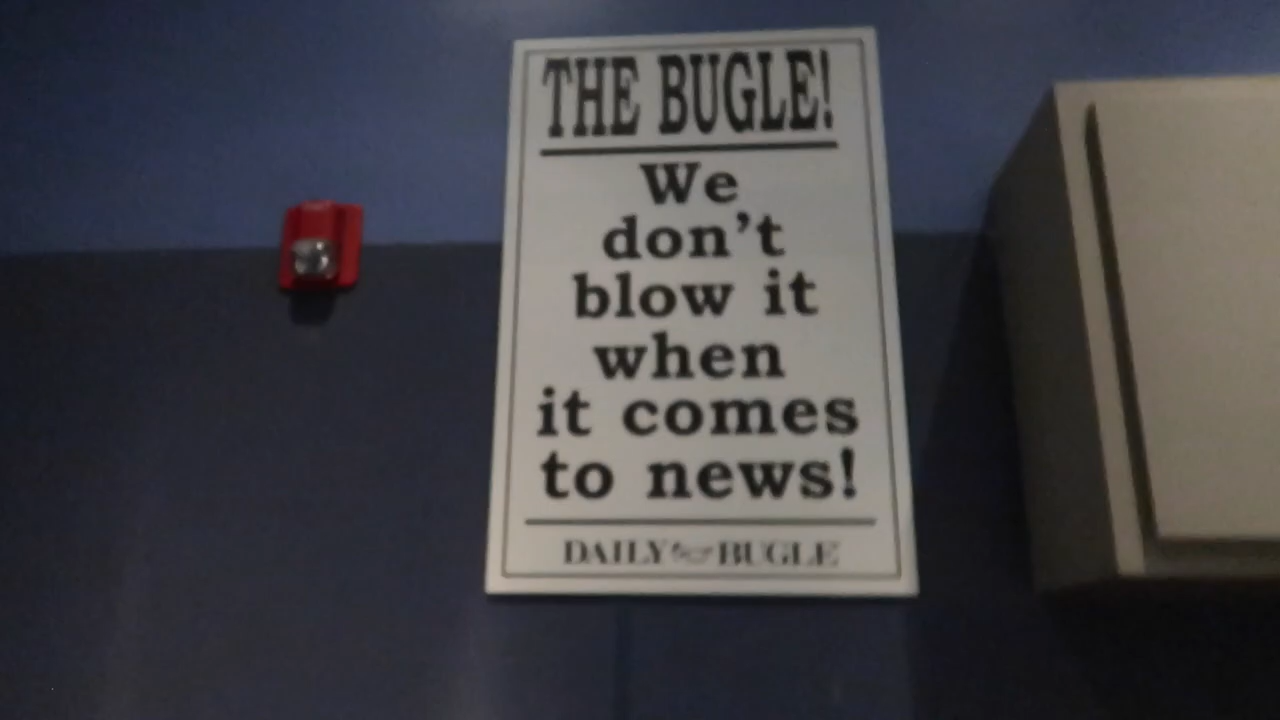 THE BUGLE!
We
don't
blow it
when
it comes
to news!
DAILY BUGLE